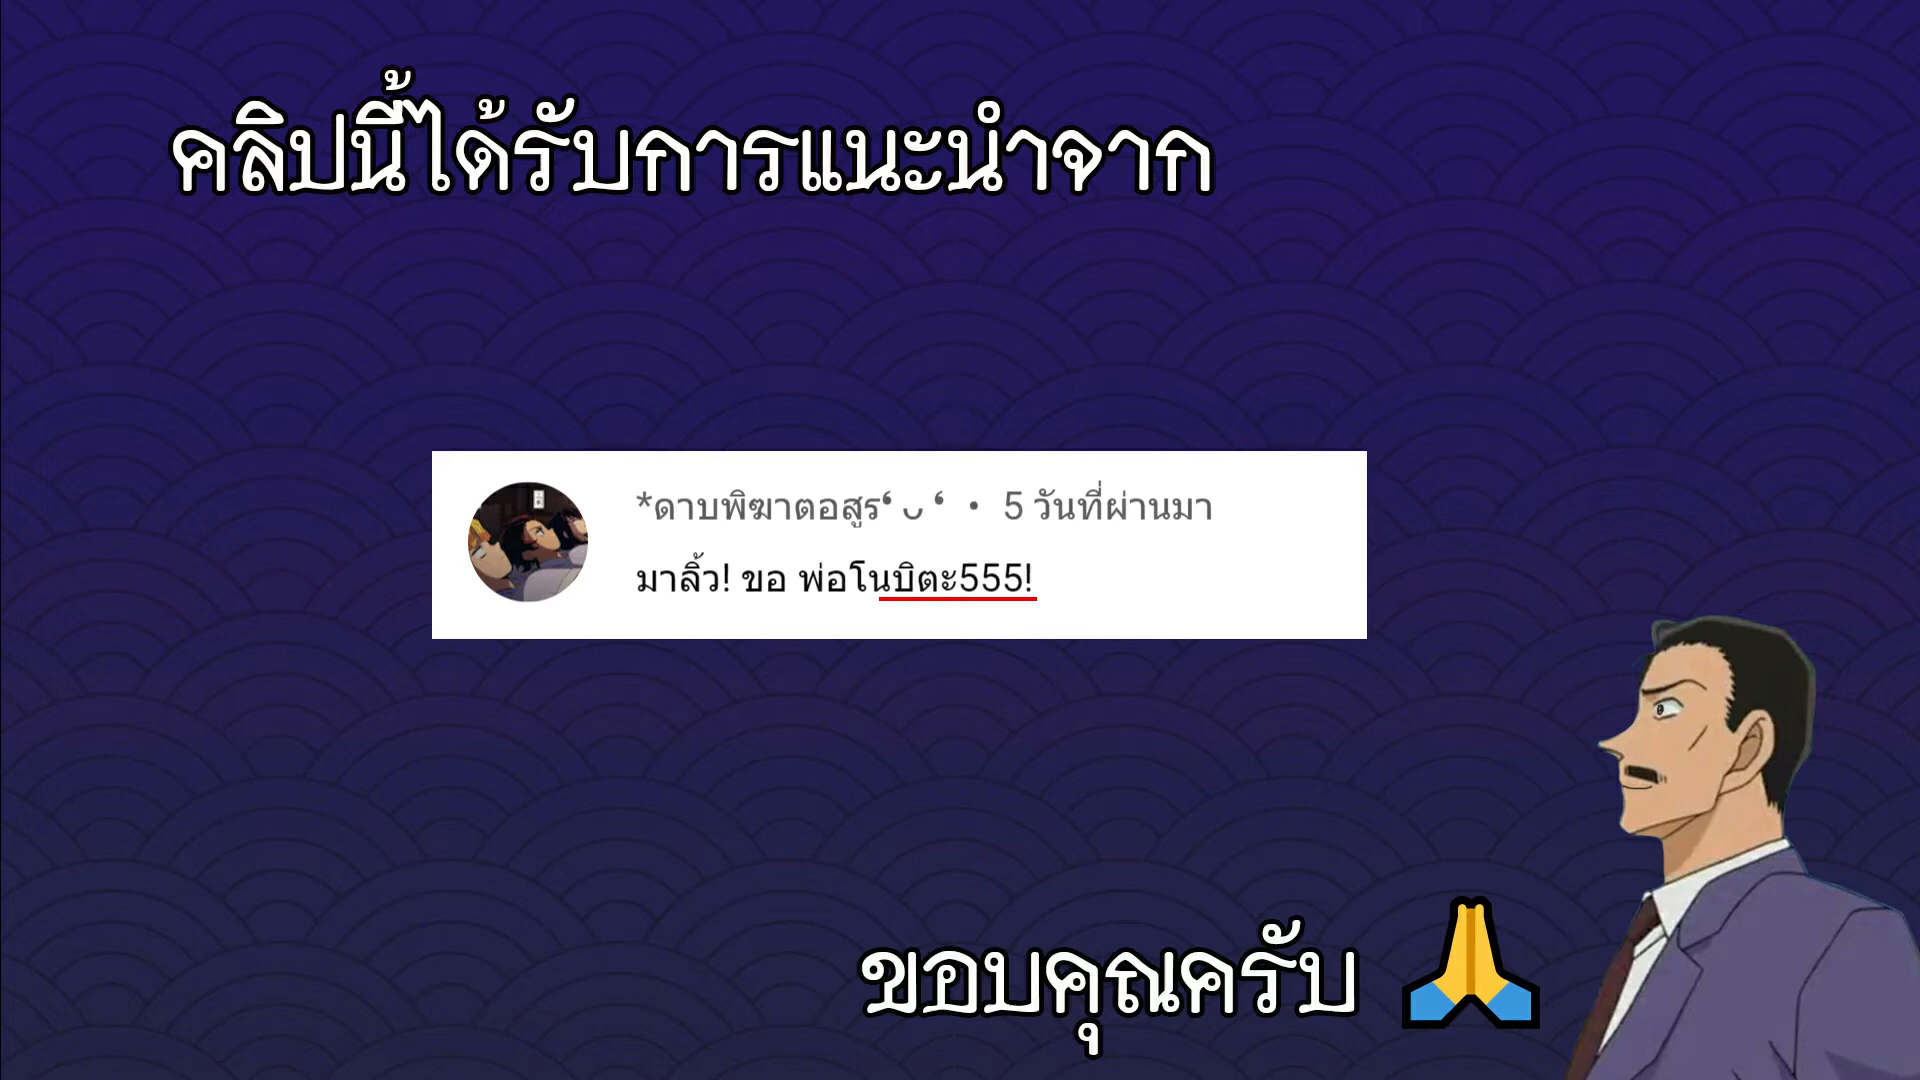 คลิปนี้ได้รับการแนะนำจาก
*ดาบพิฆาตอสูร❛ ᴗ ❛ • 5 วันที่ผ่านมา
มาลิ้ว! ขอ พ่อโนบิตะ555!
ขอบคุณครับ 🙏